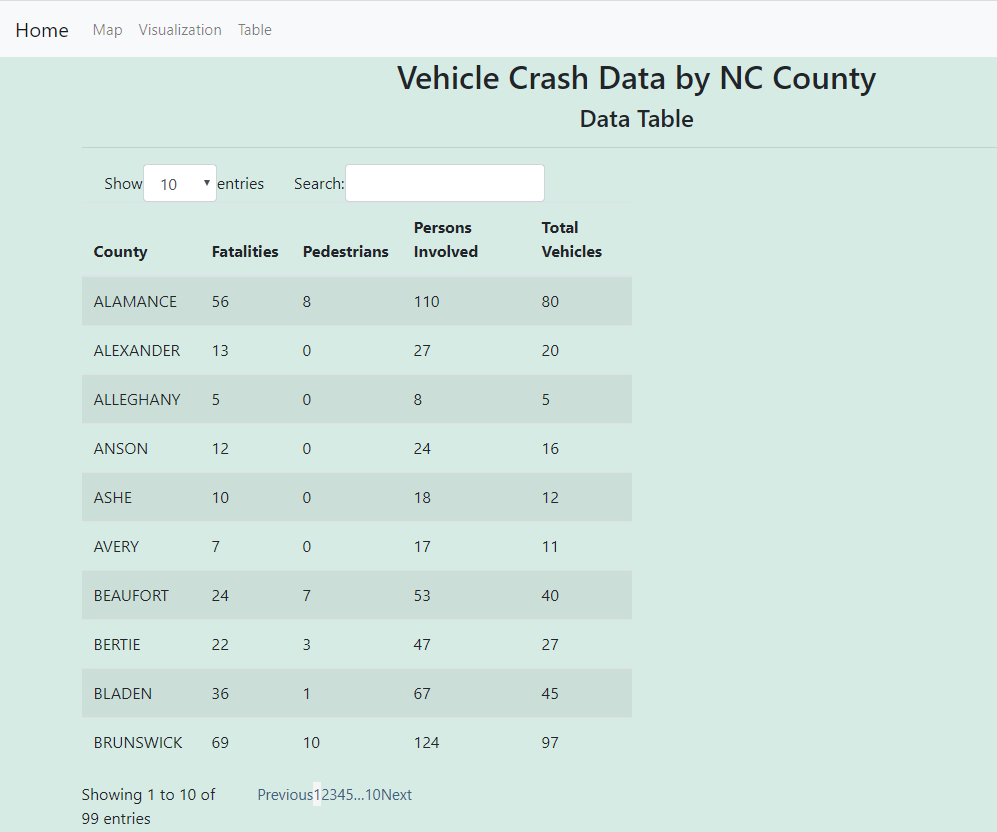 Home Map Visualization Table
Vehicle Crash Data by NC County
Data Table
Show 10 entries Search:
Persons Total
County Fatalities Pedestrians Involved Vehicles
ALAMANCE 56 8 110 80
ALEXANDER 13 0 27 20
ALLEGHANY 5 0 8 5
ANSON 12 0 24 16
ASHE 10 0 18 12
AVERY 7 0 17 11
BEAUFORT 24 7 53 40
BERTIE 22 3 47 27
BLADEN 36 1 67 45
BRUNSWICK 69 10 124 97
Showing 1 to 10 of Previous12345...10Next
99 entries